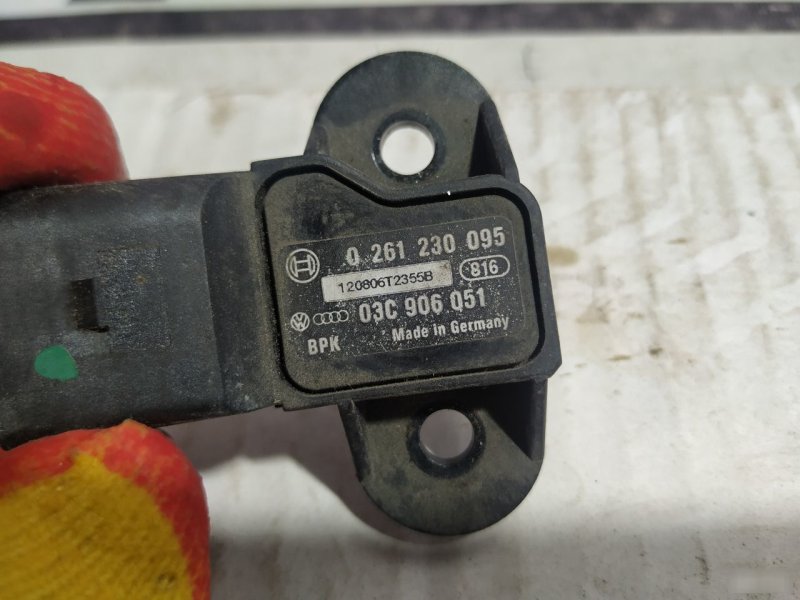 0 261 230 095
120806T2355B
816
03C 906 051
BPK Made in Germany